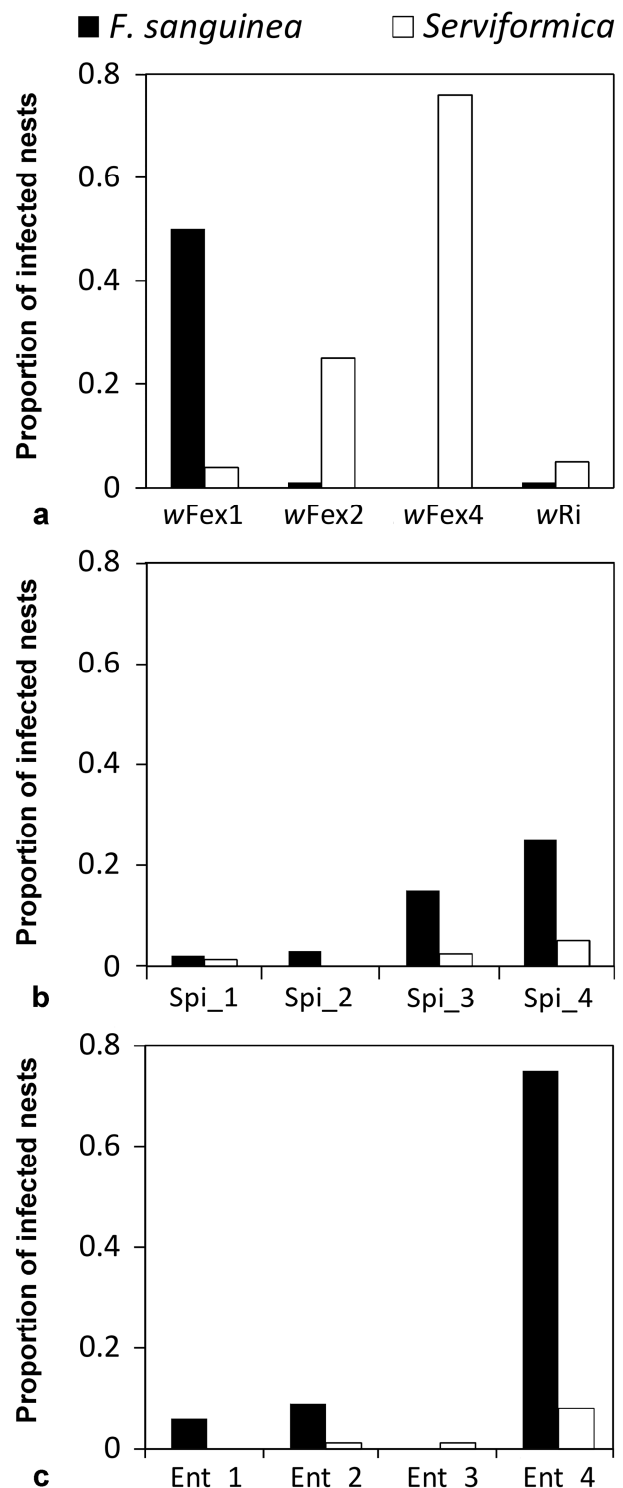 F. sanguinea Serviformica
Proportion of infected nests
0.8
0.6
0.4
0.2
0
a
wFex1 wFex2 wFex4 wRi
Proportion of infected nests
0.8
0.6
0.4
0.2
0
b
Spi_1 Spi_2 Spi_3 Spi_4
Proportion of infected nests
0.8
0.6
0.4
0.2
0
c
Ent 1 Ent 2 Ent 3 Ent 4